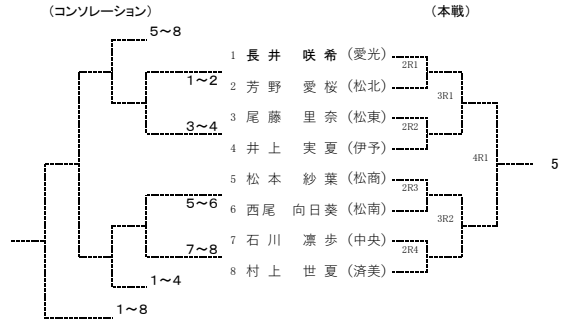 (コンソレーション) (本戦)
5～8
1 長井 咲希 (愛光)
2R1
1～2
2 芳野 愛桜 (松北)
3R1
3 尾藤 里奈 (松東)
3～4
2R2
4 井上 実夏 (伊予)
4R1
5
5 松本 紗葉 (松商)
2R3
5～6
6 西尾 向日葵 (松南)
3R2
7 石川 凛歩 (中央)
7～8
2R4
8 村上 世夏 (済美)
1～4
1～8